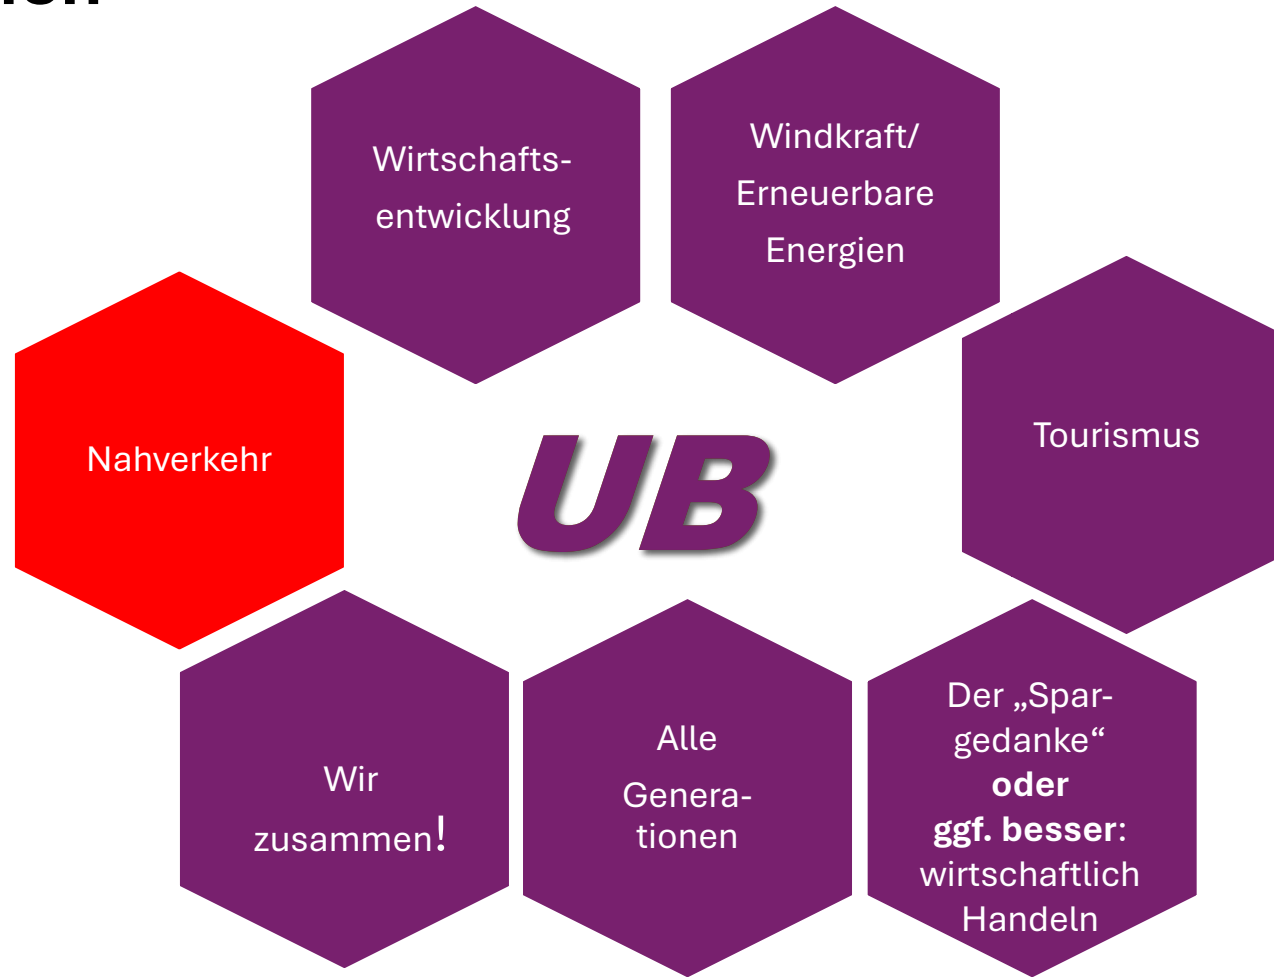 Wirtschafts-
entwicklung
Windkraft/
Erneuerbare
Energien
Nahverkehr
UB
Tourismus
Wir
zusammen!
Alle
Genera-
tionen
Der „Spar-
gedanke“
oder
ggf. besser:
wirtschaftlich
Handeln